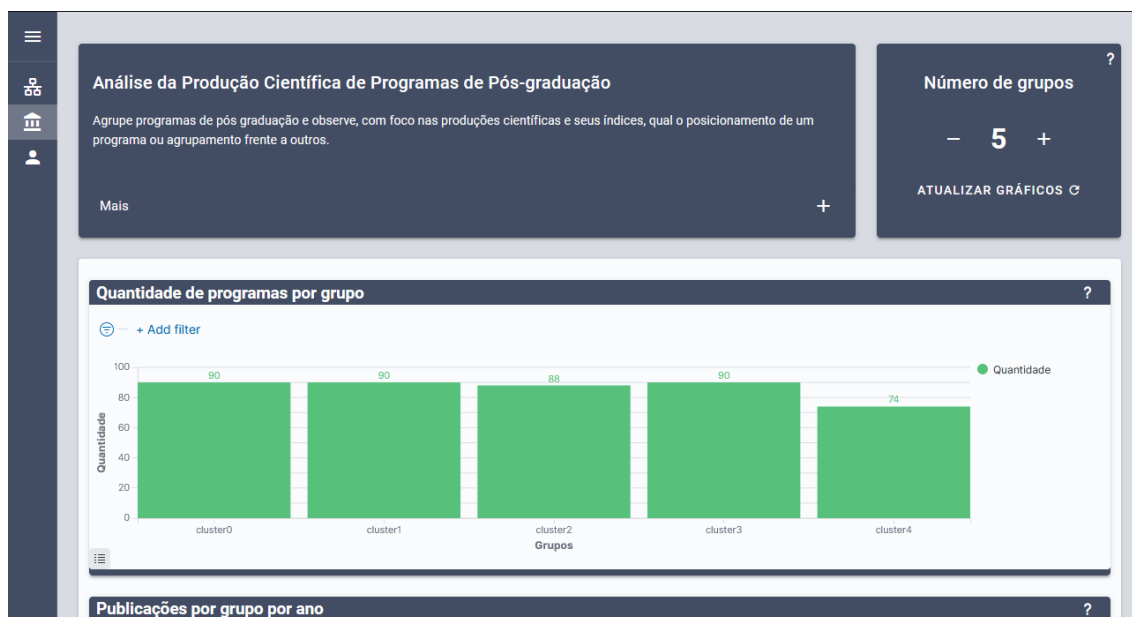 Análise da Produção Científica de Programas de Pós-graduação
Agrupe programas de pós graduação e observe, com foco nas produções científicas e seus índices, qual o posicionamento de um
programa ou agrupamento frente a outros.
Mais
+
?
Número de grupos
− 5 +
ATUALIZAR GRÁFICOS
Quantidade de programas por grupo
?
+ Add filter
Quantidade
100
80
60
40
20
0
90
90
88
90
74
Quantidade
cluster0
cluster1
cluster2
cluster3
cluster4
Grupos
Publicações por grupo por ano
?